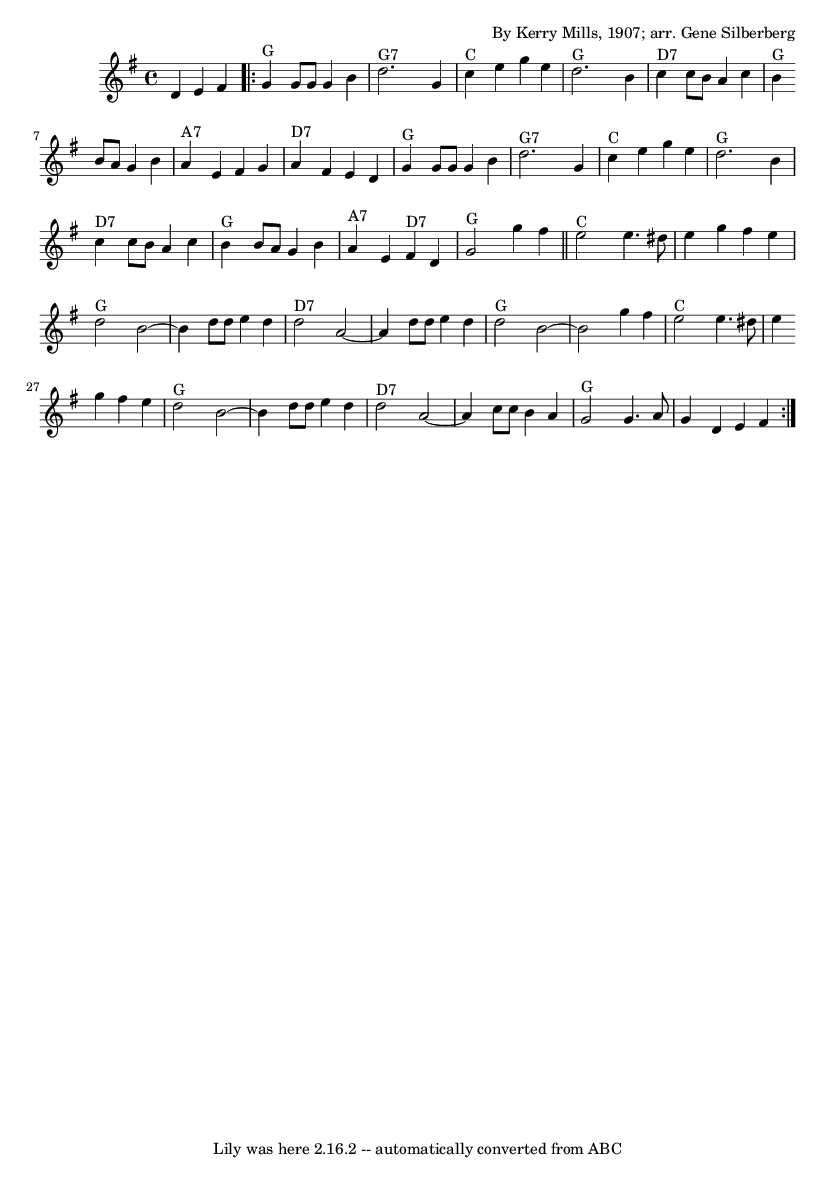 By Kerry Mills, 1907; arr. Gene Silberberg
G G7 C G D7 G
7
A7 D7 G G7 C G
D7 G A7 D7 G C
G D7 G C
27
G D7 G
Lily was here 2.16.2 -- automatically converted from ABC